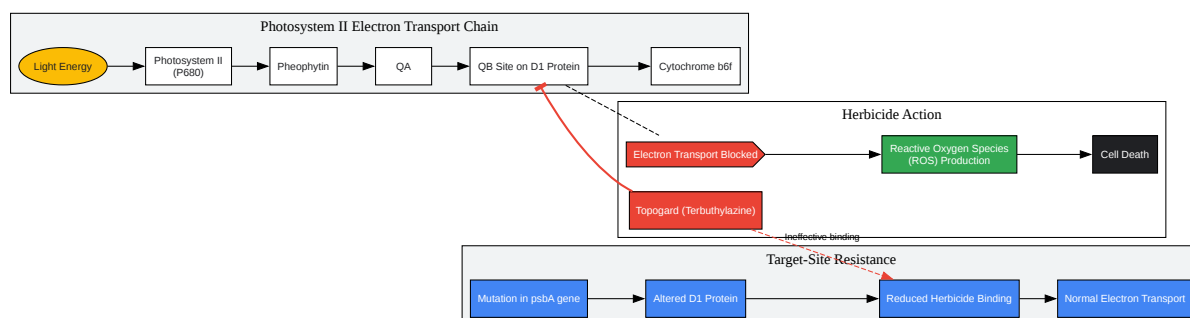 Photosystem II Electron Transport Chain
Light Energy
Photosystem II
(P680)
Pheophytin
QA
QB Site on D1 Protein
Cytochrome b6f
Herbicide Action
Electron Transport Blocked
Reactive Oxygen Species
(ROS) Production
Cell Death
Topogard (Terbuthylazine)
Ineffective binding
Target-Site Resistance
Mutation in psbA gene
Altered D1 Protein
Reduced Herbicide Binding
Normal Electron Transport